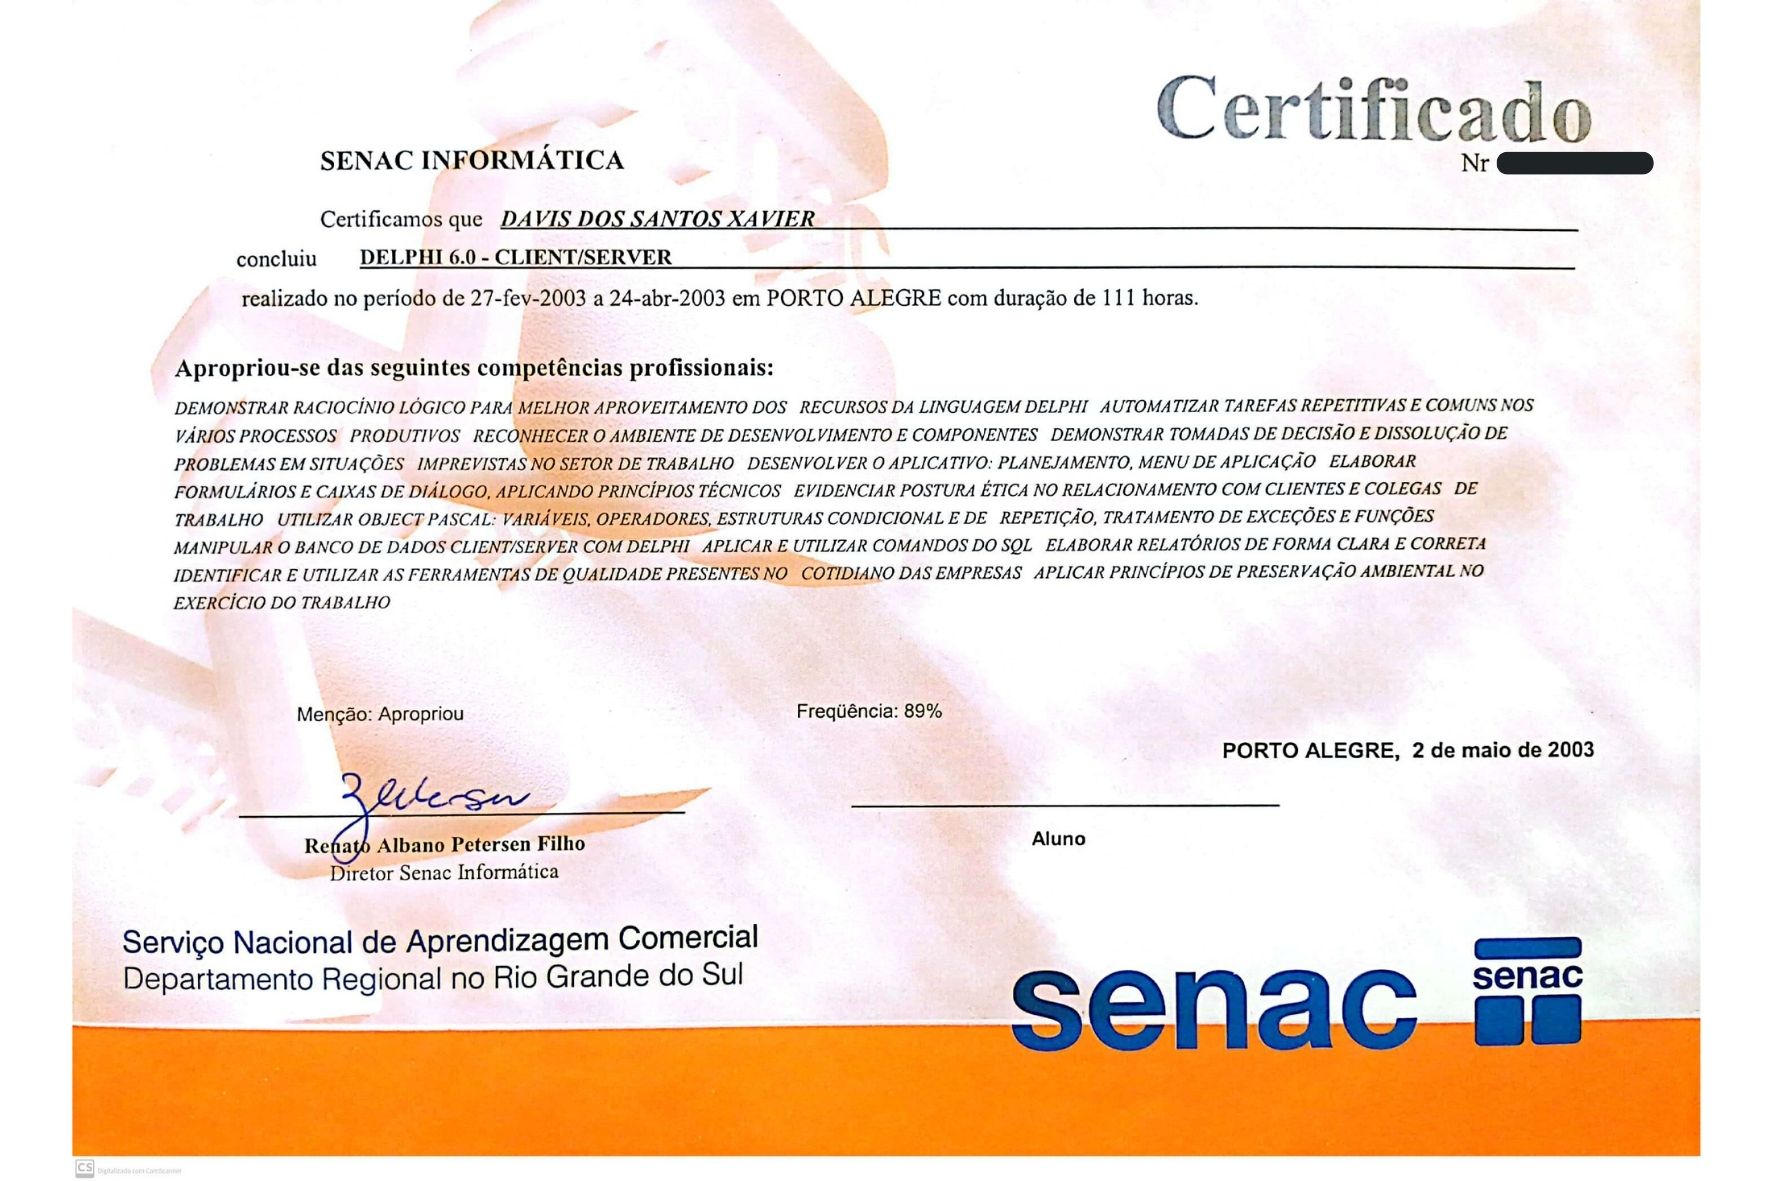 Certificado
Nr
SENAC INFORMÁTICA
Certificamos que DAVIS DOS SANTOS XAVIER
concluiu DELPHI 6.0 - CLIENT/SERVER
realizado no período de 27-fev-2003 a 24-abr-2003 em PORTO ALEGRE com duração de 111 horas.
Apropriou-se das seguintes competências profissionais:
DEMONSTRAR RACIOCÍNIO LÓGICO PARA MELHOR APROVEITAMENTO DOS RECURSOS DA LINGUAGEM DELPHI AUTOMATIZAR TAREFAS REPETITIVAS E COMUNS NOS
VÁRIOS PROCESSOS PRODUTIVOS RECONHECER O AMBIENTE DE DESENVOLVIMENTO E COMPONENTES DEMONSTRAR TOMADAS DE DECISÃO E DISSOLUÇÃO DE
PROBLEMAS EM SITUAÇÕES IMPREVISTAS NO SETOR DE TRABALHO DESENVOLVER O APLICATIVO: PLANEJAMENTO, MENU DE APLICAÇÃO ELABORAR
FORMULÁRIOS E CAIXAS DE DIÁLOGO, APLICANDO PRINCÍPIOS TÉCNICOS EVIDENCIAR POSTURA ÉTICA NO RELACIONAMENTO COM CLIENTES E COLEGAS DE
TRABALHO UTILIZAR OBJECT PASCAL: VARIÁVEIS, OPERADORES, ESTRUTURAS CONDICIONAL E DE REPETIÇÃO, TRATAMENTO DE EXCEÇÕES E FUNÇÕES
MANIPULAR O BANCO DE DADOS CLIENT/SERVER COM DELPHI APLICAR E UTILIZAR COMANDOS DO SQL ELABORAR RELATÓRIOS DE FORMA CLARA E CORRETA
IDENTIFICAR E UTILIZAR AS FERRAMENTAS DE QUALIDADE PRESENTES NO COTIDIANO DAS EMPRESAS APLICAR PRINCÍPIOS DE PRESERVAÇÃO AMBIENTAL NO
EXERCÍCIO DO TRABALHO
Menção: Apropriou
Freqüência: 89%
PORTO ALEGRE, 2 de maio de 2003
Renato Albano Petersen Filho
Diretor Senac Informática
Aluno
Serviço Nacional de Aprendizagem Comercial
Departamento Regional no Rio Grande do Sul
senac
senac
CS Digitalizado com CamScanner